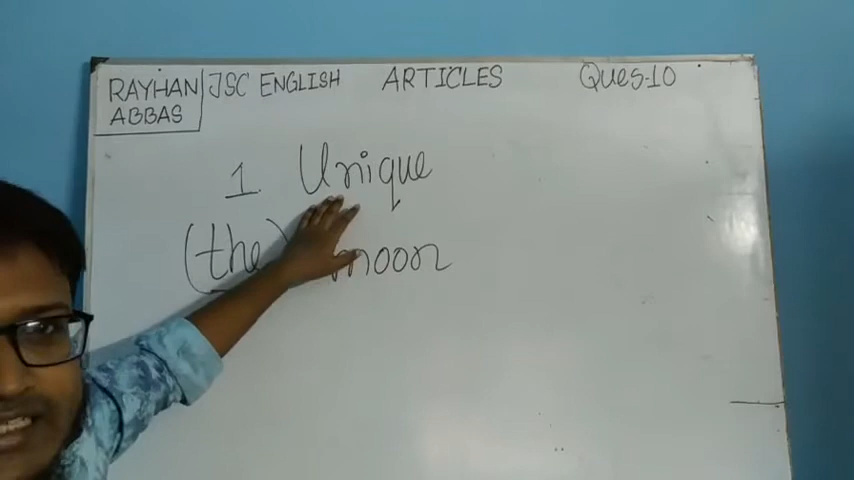 RAYHAN ABBAS JSC ENGLISH ARTICLES Ques-10
1 Unique
(the) moon